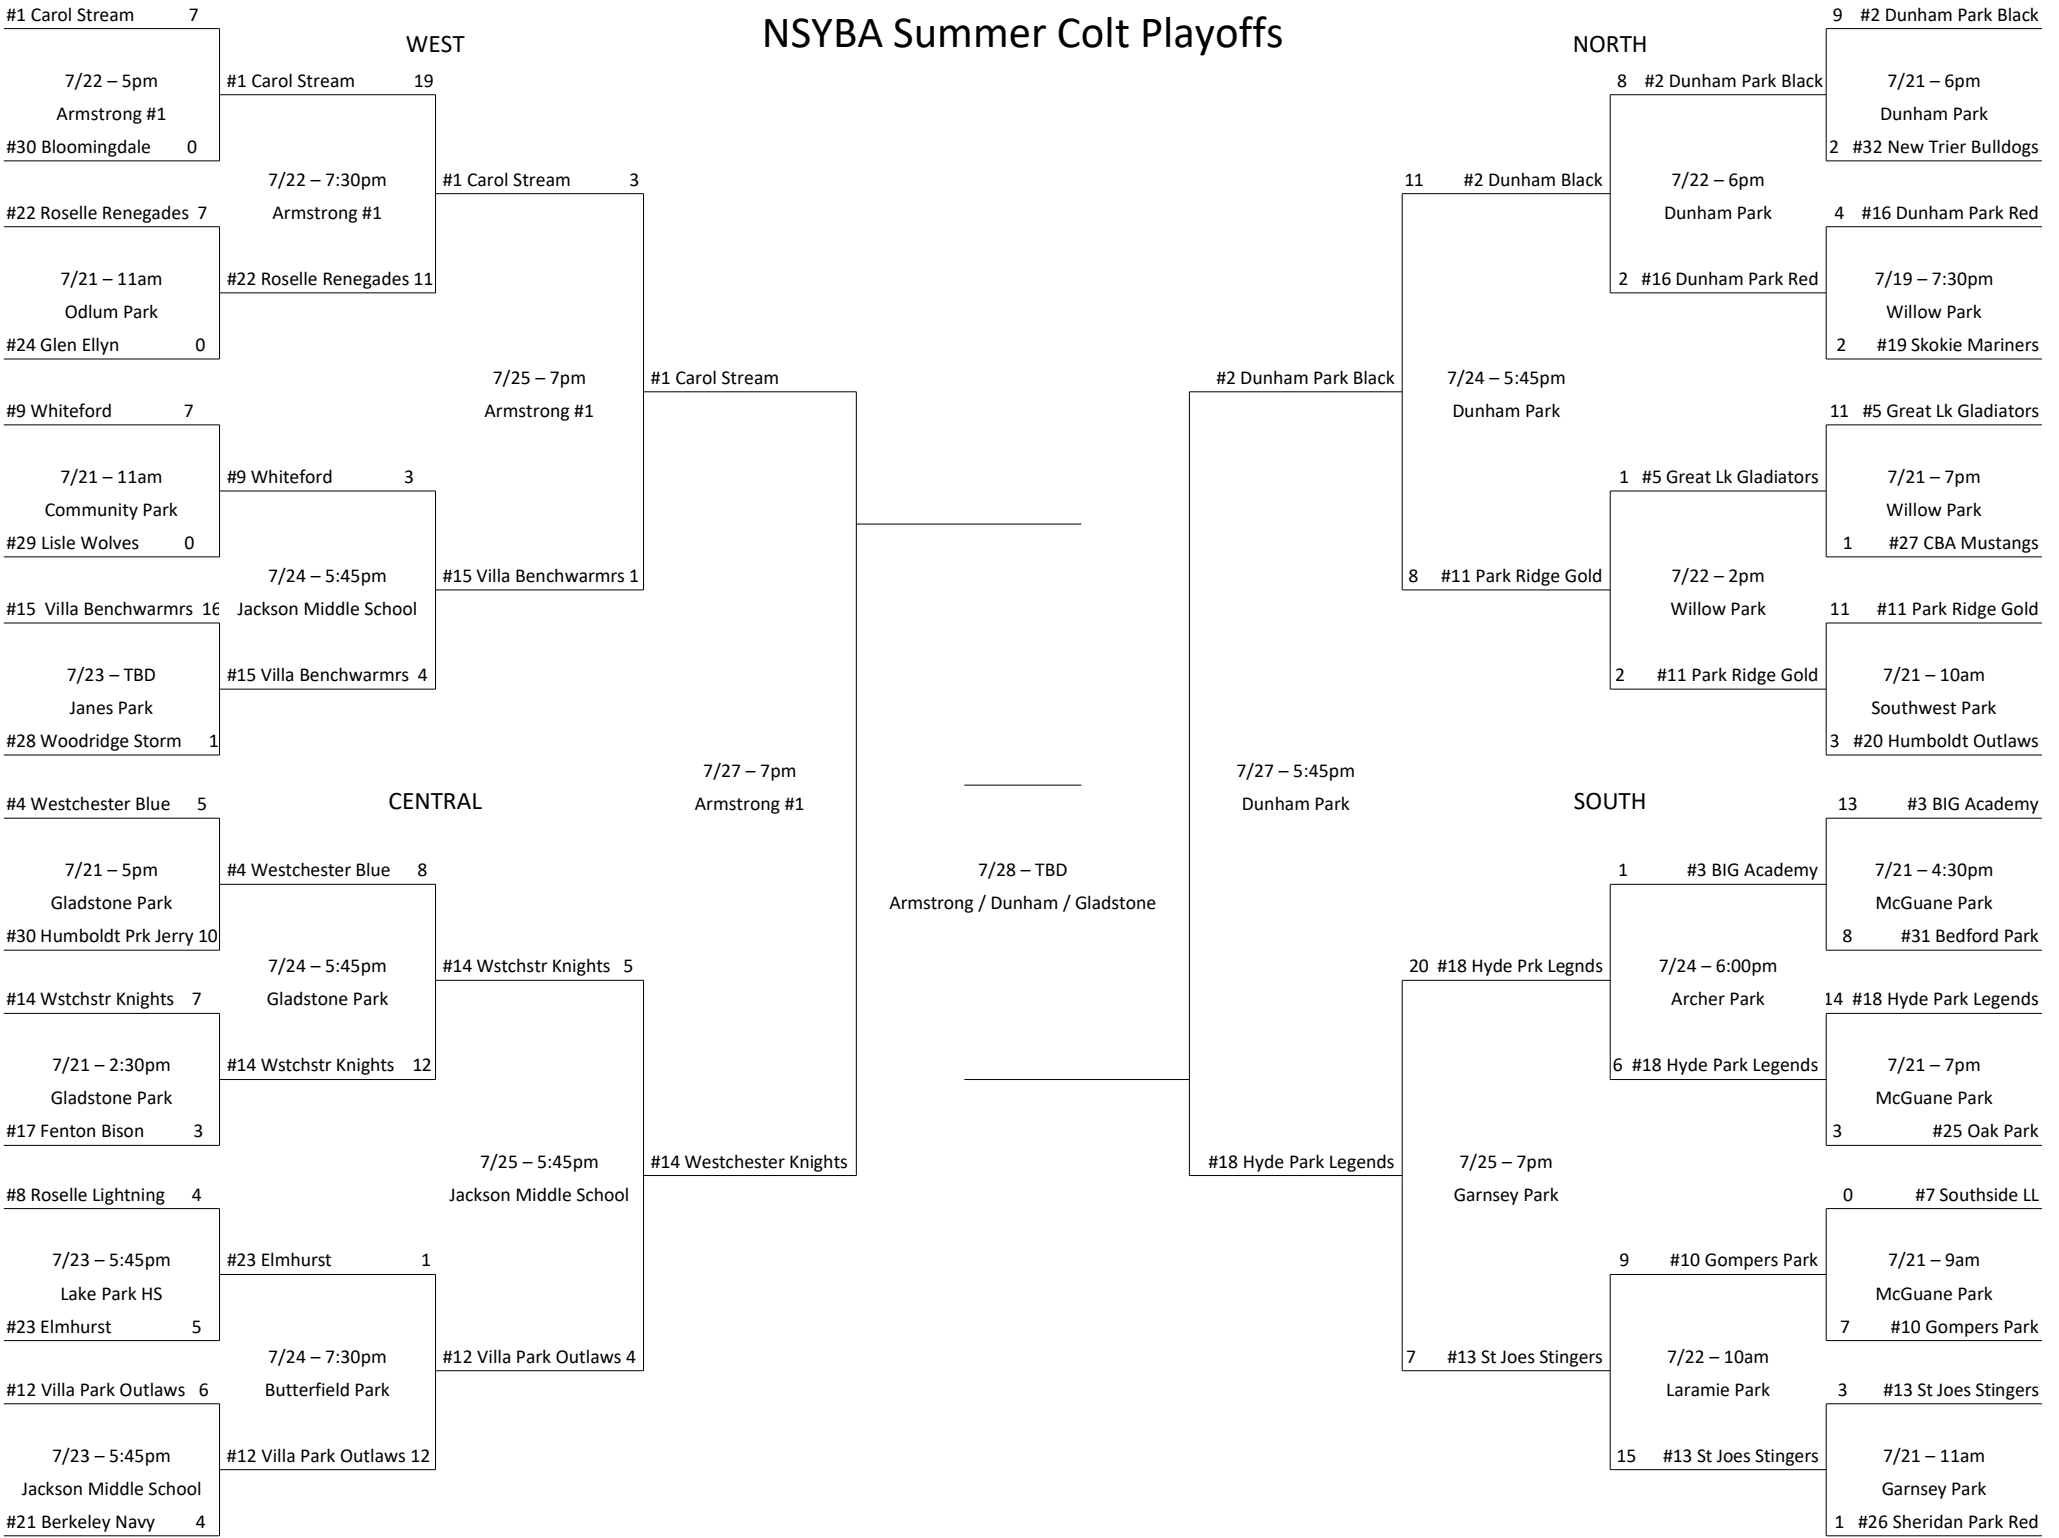 NSYBA Summer Colt Playoffs
WEST
#1 Carol Stream 7
7/22 – 5pm
Armstrong #1
#30 Bloomingdale 0
#22 Roselle Renegades 7
7/21 – 11am
Odlum Park
#24 Glen Ellyn 0
#9 Whiteford 7
7/21 – 11am
Community Park
#29 Lisle Wolves 0
#15 Villa Benchwarmrs 16
7/23 – TBD
Janes Park
#28 Woodridge Storm 1
#1 Carol Stream 19
7/22 – 7:30pm
Armstrong #1
#22 Roselle Renegades 11
#9 Whiteford 3
7/24 – 5:45pm
Jackson Middle School
#15 Villa Benchwarmrs 4
#1 Carol Stream 3
7/25 – 7pm
Armstrong #1
#15 Villa Benchwarmrs 1
#1 Carol Stream
CENTRAL
#4 Westchester Blue 5
7/21 – 5pm
Gladstone Park
#30 Humboldt Prk Jerry 10
#14 Wstchstr Knights 7
7/21 – 2:30pm
Gladstone Park
#17 Fenton Bison 3
#8 Roselle Lightning 4
7/23 – 5:45pm
Lake Park HS
#23 Elmhurst 5
#12 Villa Park Outlaws 6
7/23 – 5:45pm
Jackson Middle School
#21 Berkeley Navy 4
#4 Westchester Blue 8
7/24 – 5:45pm
Gladstone Park
#14 Wstchstr Knights 12
#23 Elmhurst 1
7/24 – 7:30pm
Butterfield Park
#12 Villa Park Outlaws 12
#14 Wstchstr Knights 5
7/25 – 5:45pm
Jackson Middle School
#12 Villa Park Outlaws 4
#14 Westchester Knights
7/27 – 7pm
Armstrong #1
7/28 – TBD
Armstrong / Dunham / Gladstone
7/27 – 5:45pm
Dunham Park
NORTH
9 #2 Dunham Park Black
7/21 – 6pm
Dunham Park
2 #32 New Trier Bulldogs
4 #16 Dunham Park Red
7/19 – 7:30pm
Willow Park
2 #19 Skokie Mariners
11 #5 Great Lk Gladiators
7/21 – 7pm
Willow Park
1 #27 CBA Mustangs
11 #11 Park Ridge Gold
7/21 – 10am
Southwest Park
3 #20 Humboldt Outlaws
8 #2 Dunham Park Black
7/22 – 6pm
Dunham Park
2 #16 Dunham Park Red
1 #5 Great Lk Gladiators
7/22 – 2pm
Willow Park
2 #11 Park Ridge Gold
11 #2 Dunham Black
7/24 – 5:45pm
Dunham Park
8 #11 Park Ridge Gold
#2 Dunham Park Black
SOUTH
13 #3 BIG Academy
7/21 – 4:30pm
McGuane Park
8 #31 Bedford Park
14 #18 Hyde Park Legends
7/21 – 7pm
McGuane Park
3 #25 Oak Park
0 #7 Southside LL
7/21 – 9am
McGuane Park
7 #10 Gompers Park
3 #13 St Joes Stingers
7/21 – 11am
Garnsey Park
1 #26 Sheridan Park Red
1 #3 BIG Academy
7/24 – 6:00pm
Archer Park
6 #18 Hyde Park Legends
9 #10 Gompers Park
7/22 – 10am
Laramie Park
15 #13 St Joes Stingers
20 #18 Hyde Prk Legnds
7/25 – 7pm
Garnsey Park
7 #13 St Joes Stingers
#18 Hyde Park Legends